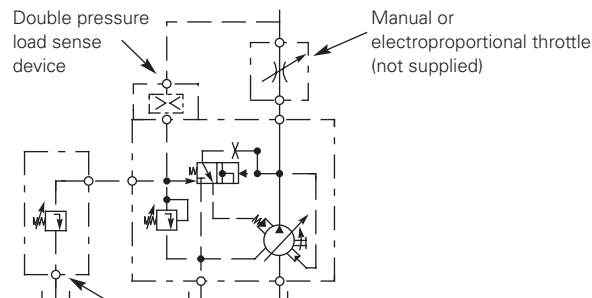 Double pressure
load sense
device
Manual or
electroproportional throttle
(not supplied)